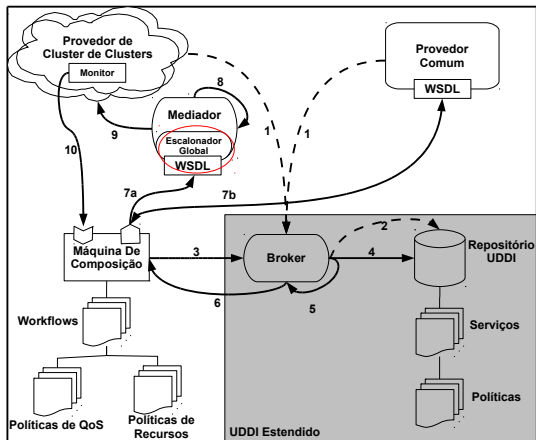 Provedor de
Cluster de Clusters
Monitor
Provedor
Comum
WSDL
8
Mediador
Escalonador
Global
WSDL
9
10
1
1
7a
7b
2
Máquina De
Composição
3
Broker
4
Repositório
UDDI
5
6
Workflows
Serviços
Políticas de QoS
Políticas de
Recursos
Políticas
UDDI Estendido